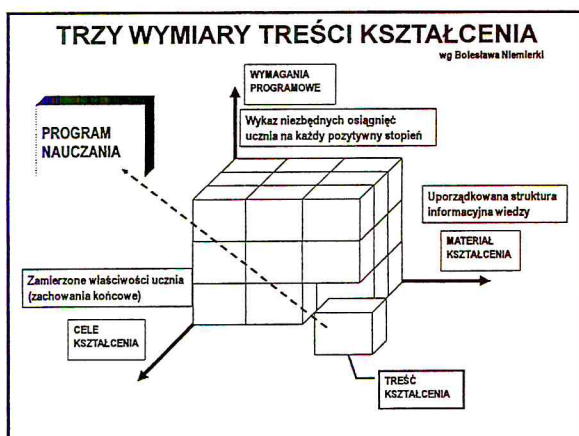 TRZY WYMIARY TREŚCI KSZTAŁCENIA
wg Bolesława Niemierki
WYMAGANIA
PROGRAMOWE
Wykaz niezbędnych osiągnięć
ucznia na każdy pozytywny stopień
PROGRAM
NAUCZANIA
Uporządkowana struktura
informacyjna wiedzy
MATERIAŁ
KSZTAŁCENIA
Zamierzone właściwości ucznia
(zachowania końcowe)
CELE
KSZTAŁCENIA
TREŚĆ
KSZTAŁCENIA